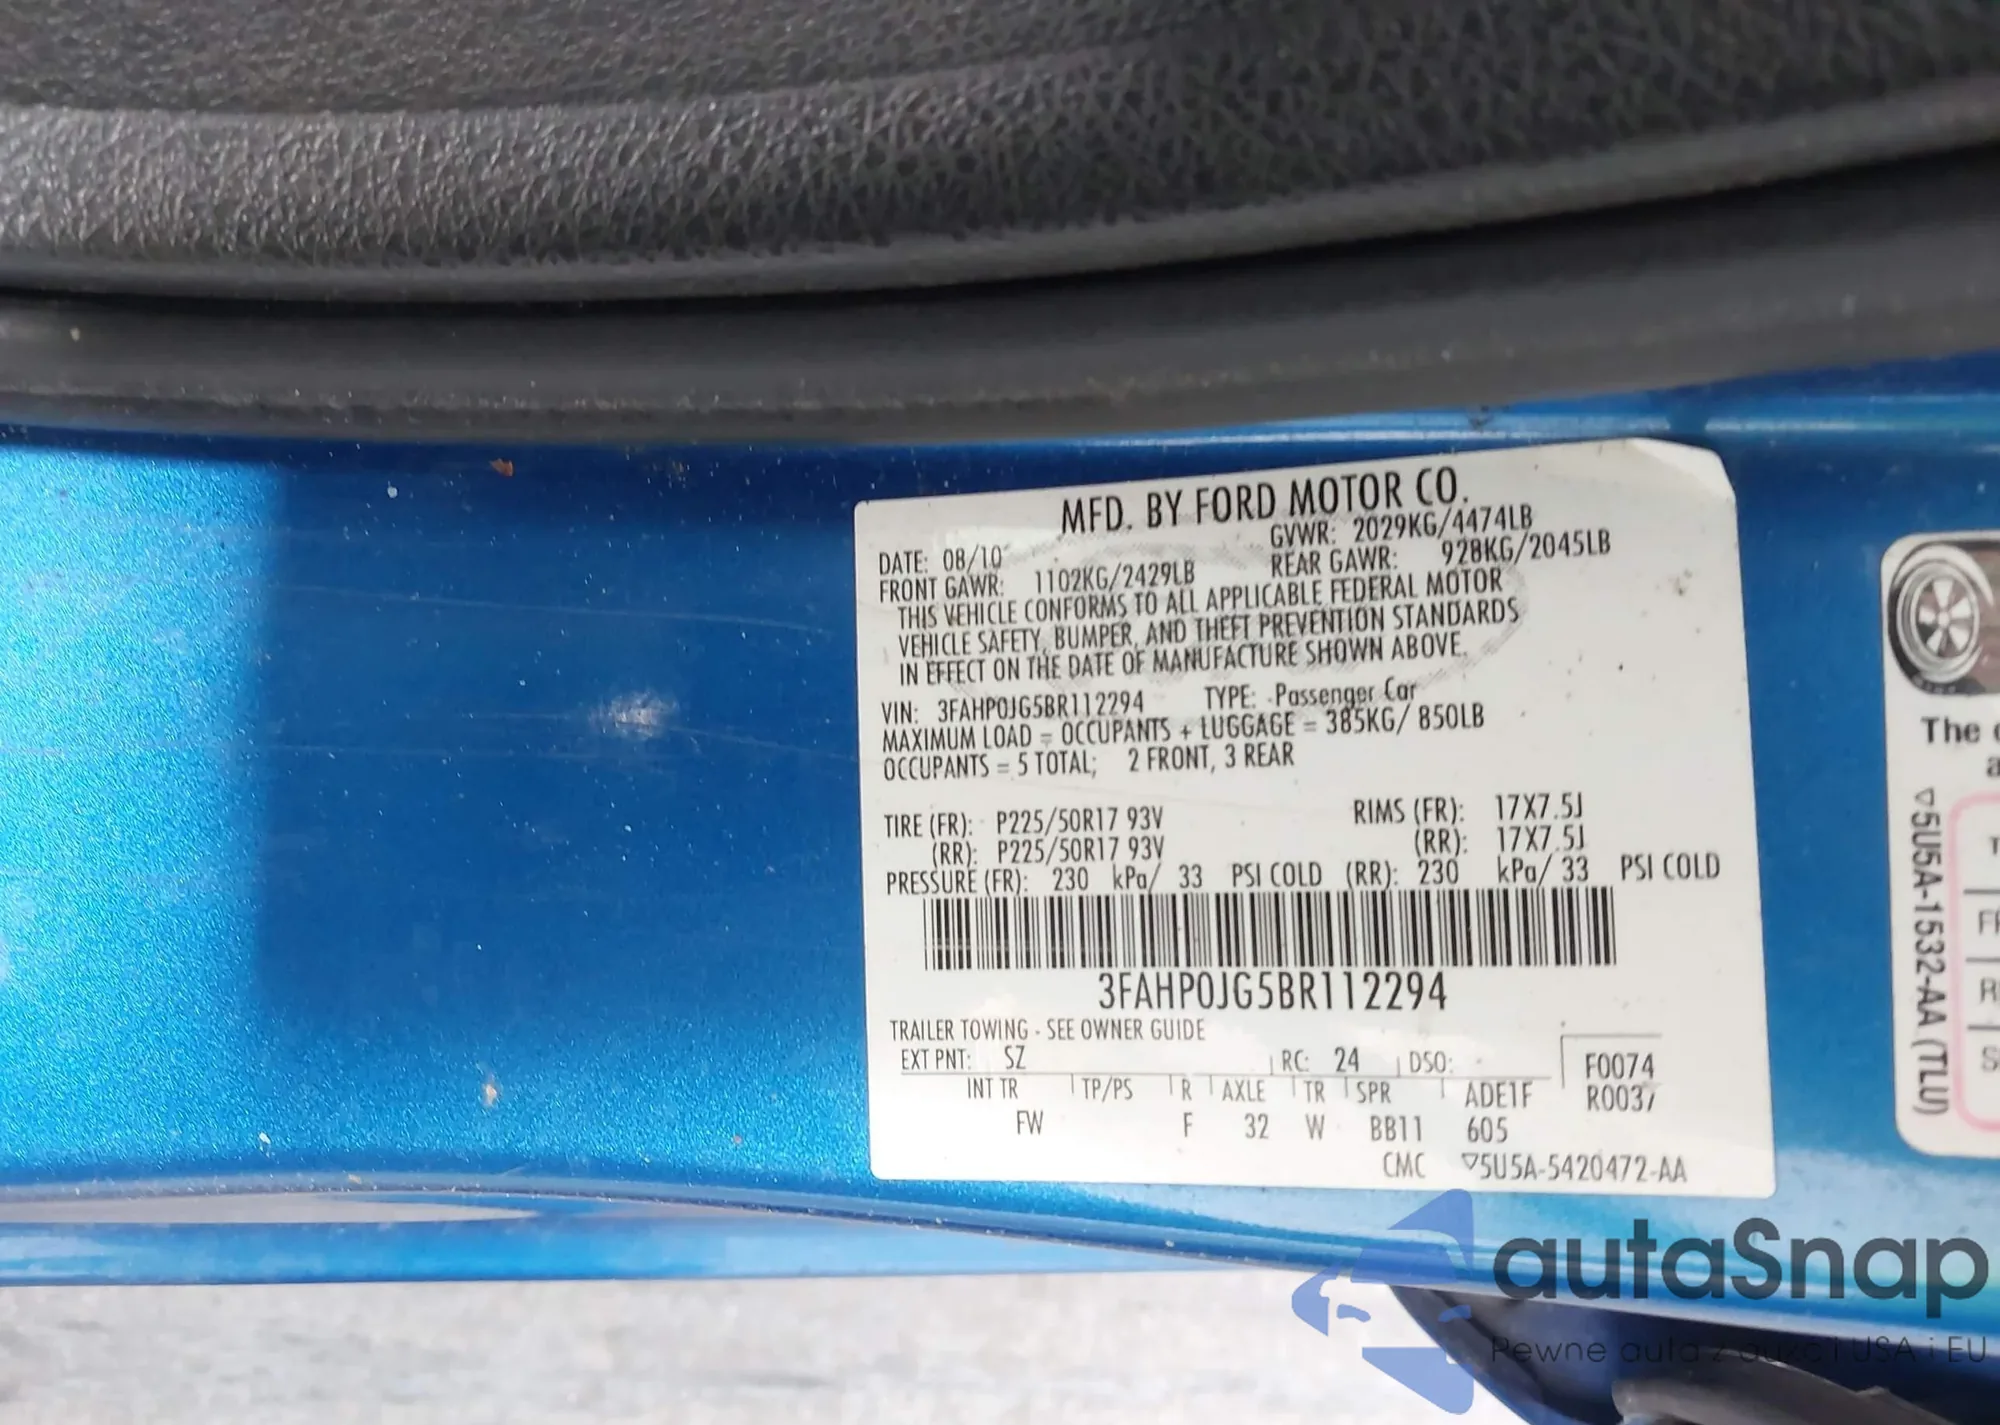 MFD. BY FORD MOTOR CO.
DATE: 08/10 GVWR: 2029KG/4474LB
FRONT GAWR: 1102KG/2429LB REAR GAWR: 928KG/2045LB
THIS VEHICLE CONFORMS TO ALL APPLICABLE FEDERAL MOTOR
VEHICLE SAFETY, BUMPER, AND THEFT PREVENTION STANDARDS
IN EFFECT ON THE DATE OF MANUFACTURE SHOWN ABOVE.
VIN: 3FAHP0JG5BR112294 TYPE: Passenger Car
MAXIMUM LOAD = OCCUPANTS + LUGGAGE = 385KG/ 850LB
OCCUPANTS = 5 TOTAL; 2 FRONT, 3 REAR
TIRE (FR): P225/50R17 93V RIMS (FR): 17X7.5J
(RR): P225/50R17 93V (RR): 17X7.5J
PRESSURE (FR): 230 kPa/ 33 PSI COLD (RR): 230 kPa/ 33 PSI COLD
3FAHP0JG5BR112294
TRAILER TOWING - SEE OWNER GUIDE
EXT PNT: SZ RC: 24 DSO: -
F0074
INT TR TP/PS R AXLE TR SPR ADE1F
R0037
FW F 32 W BB11 605
CMC ▽5U5A-5420472-AA
The
▽5U5A-1532-AA (TLU)
autaSnap
Pewne auta z aukcji USA i EU